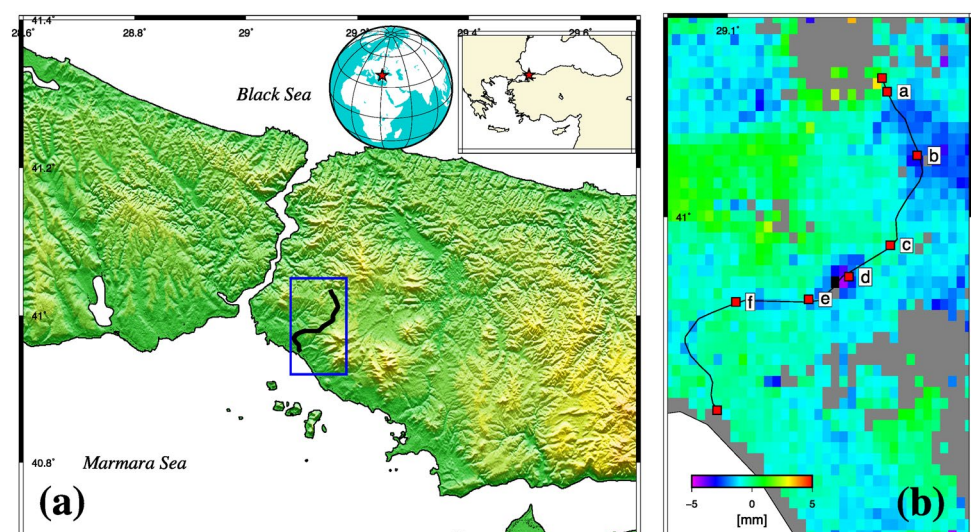 28.6˚
28.8˚
29˚
29.2˚
29.4˚
29.6˚
41.4˚
41.2˚
41˚
40.8˚
Black Sea
Marmara Sea
(a)
29.1˚
41˚
a
b
c
d
e
f
−5
0
5
[mm]
(b)